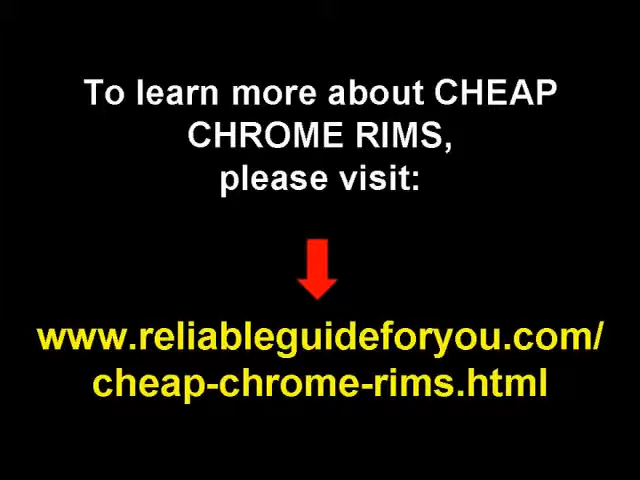 To learn more about CHEAP
CHROME RIMS,
please visit:
www.reliableguideforyou.com/
cheap-chrome-rims.html